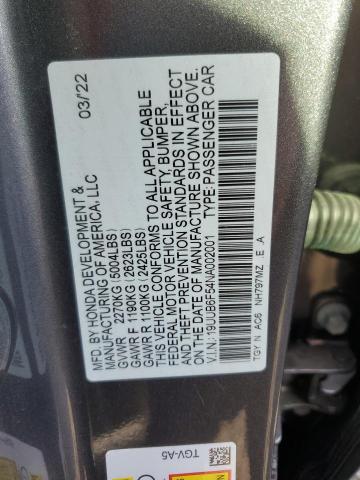 MFD. BY HONDA DEVELOPMENT & 03/22
MANUFACTURING OF AMERICA, LLC
GVWR 2270KG (5004LBS)
GAWR F 1190KG (2623LBS)
GAWR R 1100KG (2425LBS)
THIS VEHICLE CONFORMS TO ALL APPLICABLE
FEDERAL MOTOR VEHICLE SAFETY, BUMPER,
AND THEFT PREVENTION STANDARDS IN EFFECT
ON THE DATE OF MANUFACTURE SHOWN ABOVE.
V.I.N.: 19UUB6F54NA002001 TYPE: PASSENGER CAR
TGY N AC6 NH797MZ E A
TGV-A5